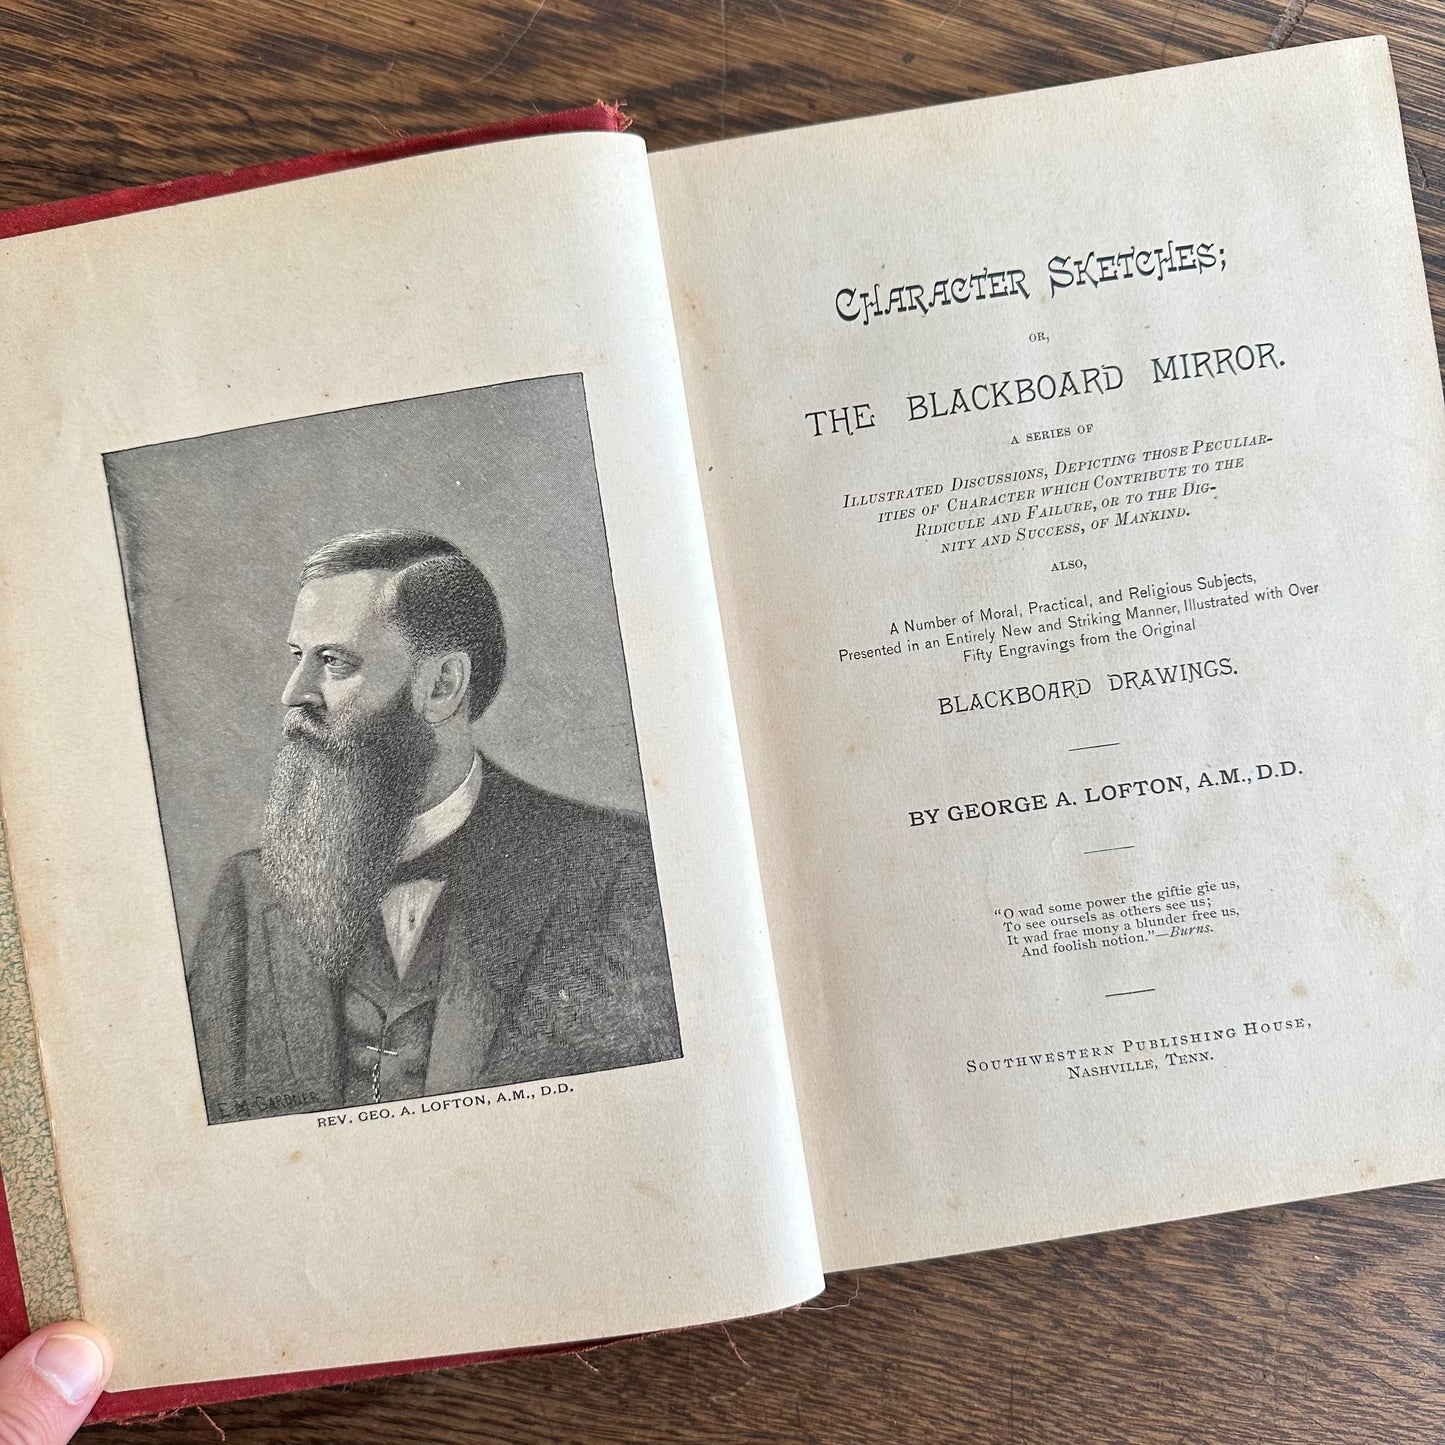 E. M. GARDNER
REV. GEO. A. LOFTON, A.M., D.D.
CHARACTER SKETCHES;
OR,
THE BLACKBOARD MIRROR.
A SERIES OF
ILLUSTRATED DISCUSSIONS, DEPICTING THOSE PECULIAR-
ITIES OF CHARACTER WHICH CONTRIBUTE TO THE
RIDICULE AND FAILURE, OR TO THE DIG-
NITY AND SUCCESS, OF MANKIND.
ALSO,
A Number of Moral, Practical, and Religious Subjects,
Presented in an Entirely New and Striking Manner, Illustrated with Over
Fifty Engravings from the Original
BLACKBOARD DRAWINGS.
BY GEORGE A. LOFTON, A.M., D.D.
"O wad some power the giftie gie us,
To see oursels as others see us;
It wad frae mony a blunder free us,
And foolish notion."—Burns.
SOUTHWESTERN PUBLISHING HOUSE,
NASHVILLE, TENN.